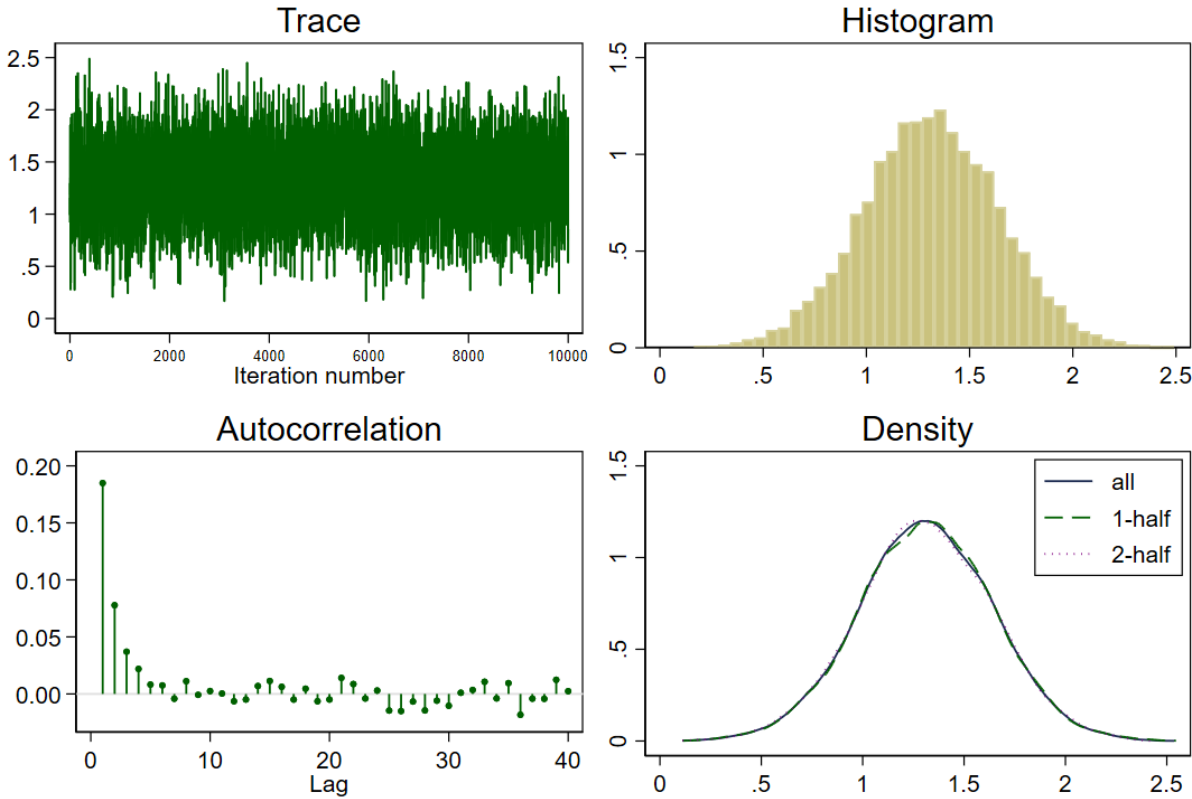 Trace
2.5
2
1.5
1
.5
0
0 2000 4000 6000 8000 10000
Iteration number
Histogram
1.5
1
.5
0
0 .5 1 1.5 2 2.5
Autocorrelation
0.20
0.15
0.10
0.05
0.00
0 10 20 30 40
Lag
Density
1.5
1
.5
0
0 .5 1 1.5 2 2.5
all
1-half
2-half